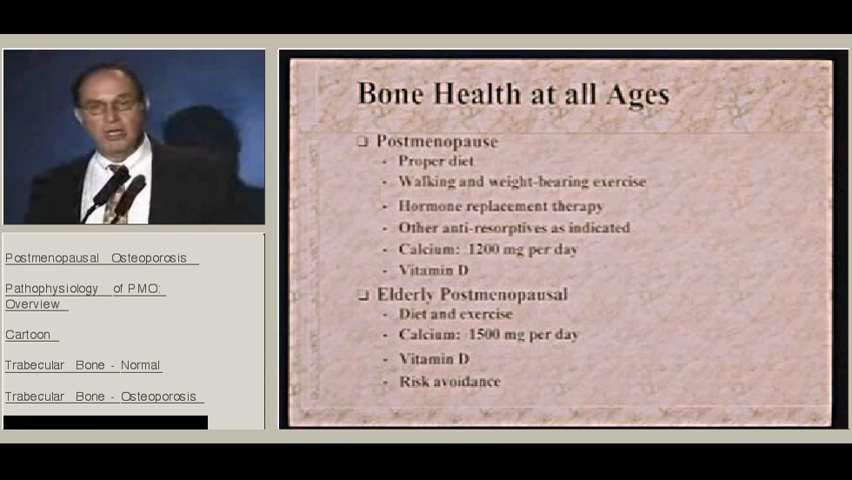 Bone Health at all Ages
❑ Postmenopause
- Proper diet
- Walking and weight-bearing exercise
- Hormone replacement therapy
- Other anti-resorptives as indicated
- Calcium: 1200 mg per day
- Vitamin D
❑ Elderly Postmenopausal
- Diet and exercise
- Calcium: 1500 mg per day
- Vitamin D
- Risk avoidance
Postmenopausal Osteoporosis
Pathophysiology of PMO:
Overview
Cartoon
Trabecular Bone - Normal
Trabecular Bone - Osteoporosis